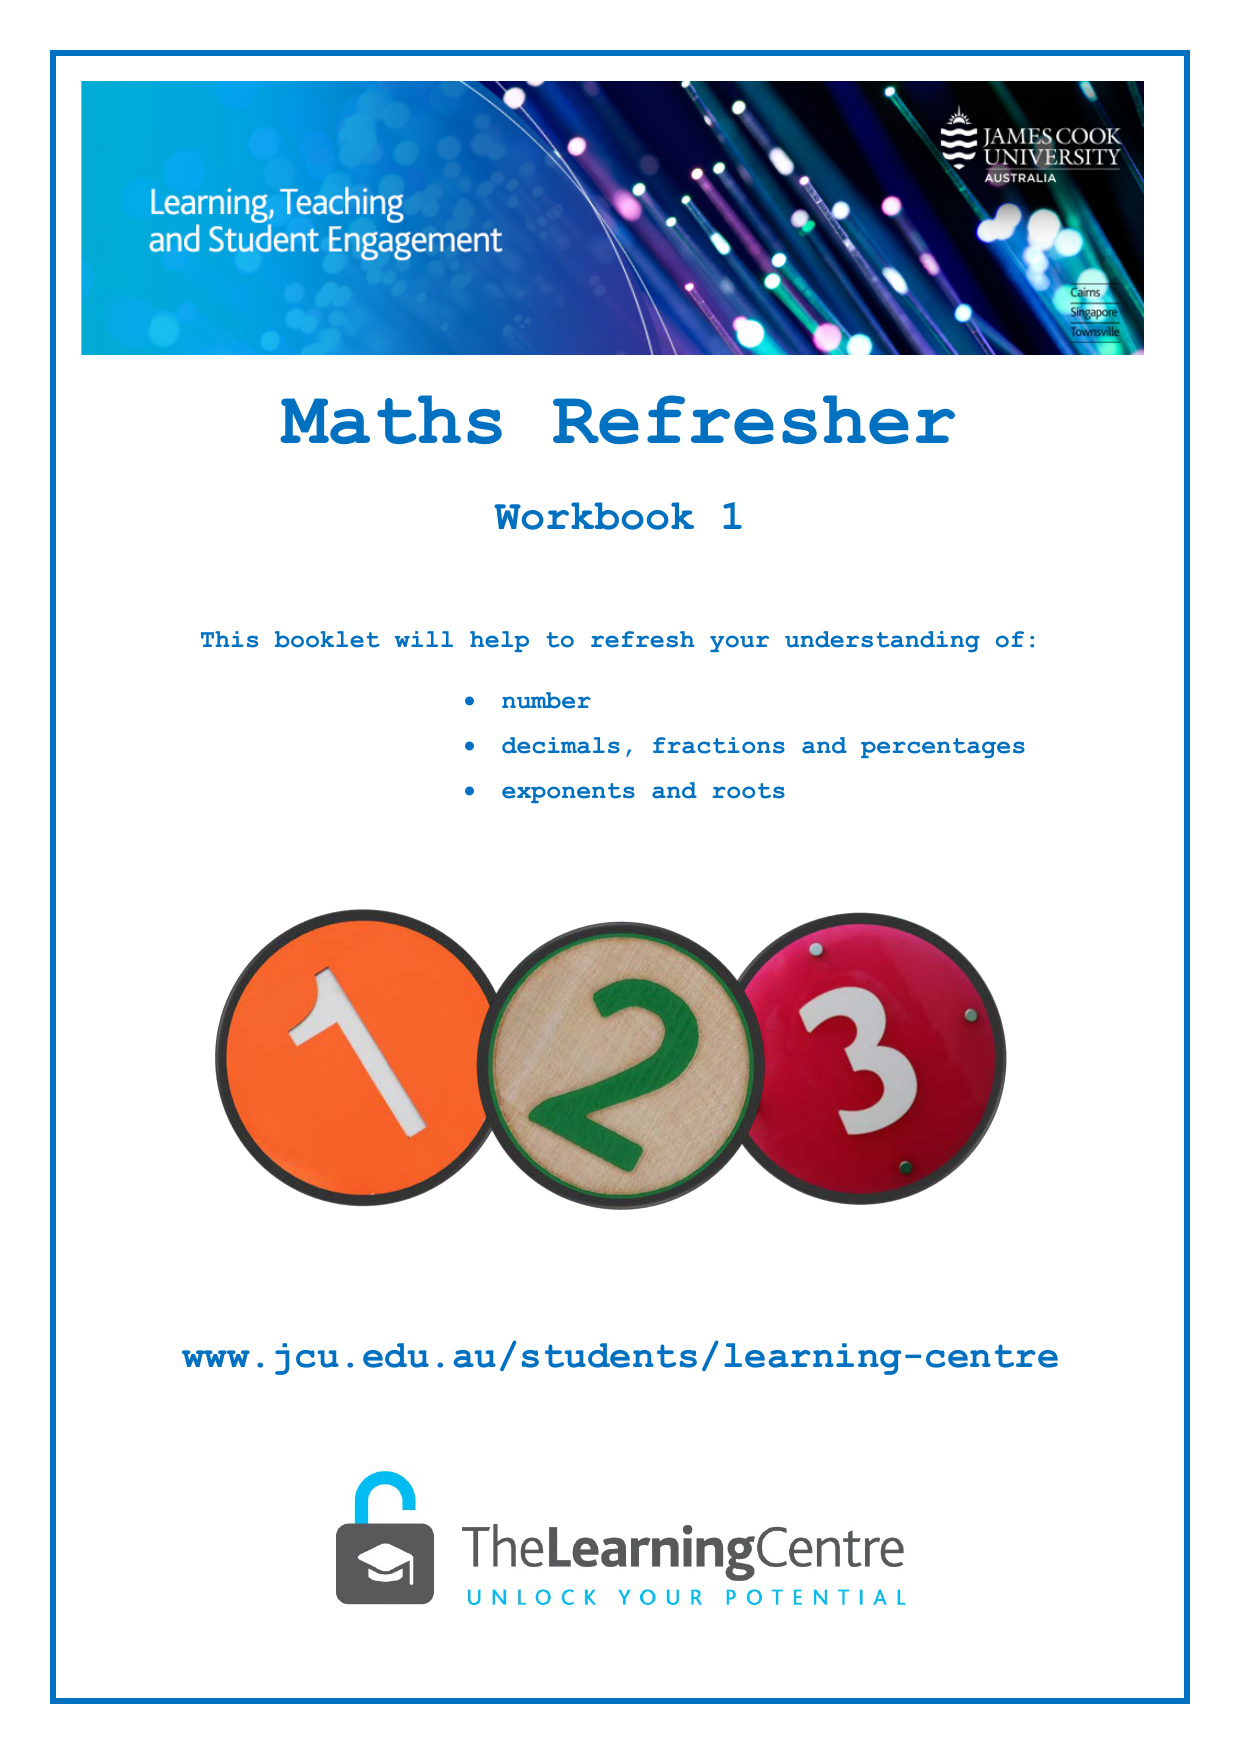 JAMES COOK
UNIVERSITY
AUSTRALIA
Learning, Teaching
and Student Engagement
Cairns
Singapore
Townsville
Maths Refresher
Workbook 1
This booklet will help to refresh your understanding of:
• number
• decimals, fractions and percentages
• exponents and roots
1 2 3
www.jcu.edu.au/students/learning-centre
TheLearningCentre
UNLOCK YOUR POTENTIAL